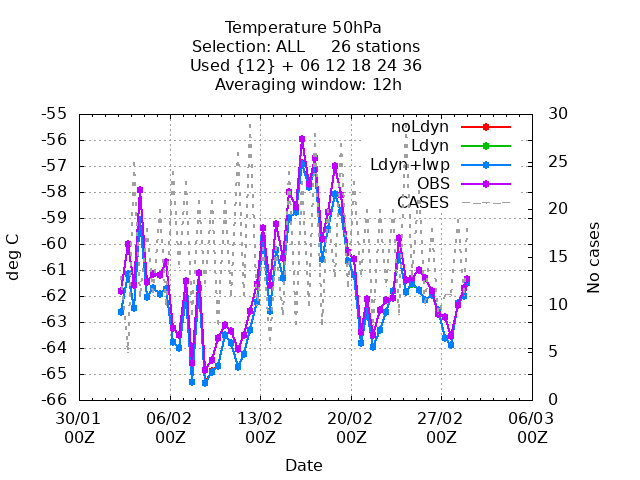 Temperature 50hPa
Selection: ALL     26 stations
Used {12} + 06 12 18 24 36
Averaging window: 12h
-55
-56
-57
-58
-59
-60
-61
-62
-63
-64
-65
-66
deg C
30
25
20
15
10
5
0
No cases
noLdyn
Ldyn
Ldyn+lwp
OBS
CASES
30/01 06/02 13/02 20/02 27/02 06/03
00Z 00Z 00Z 00Z 00Z 00Z
Date